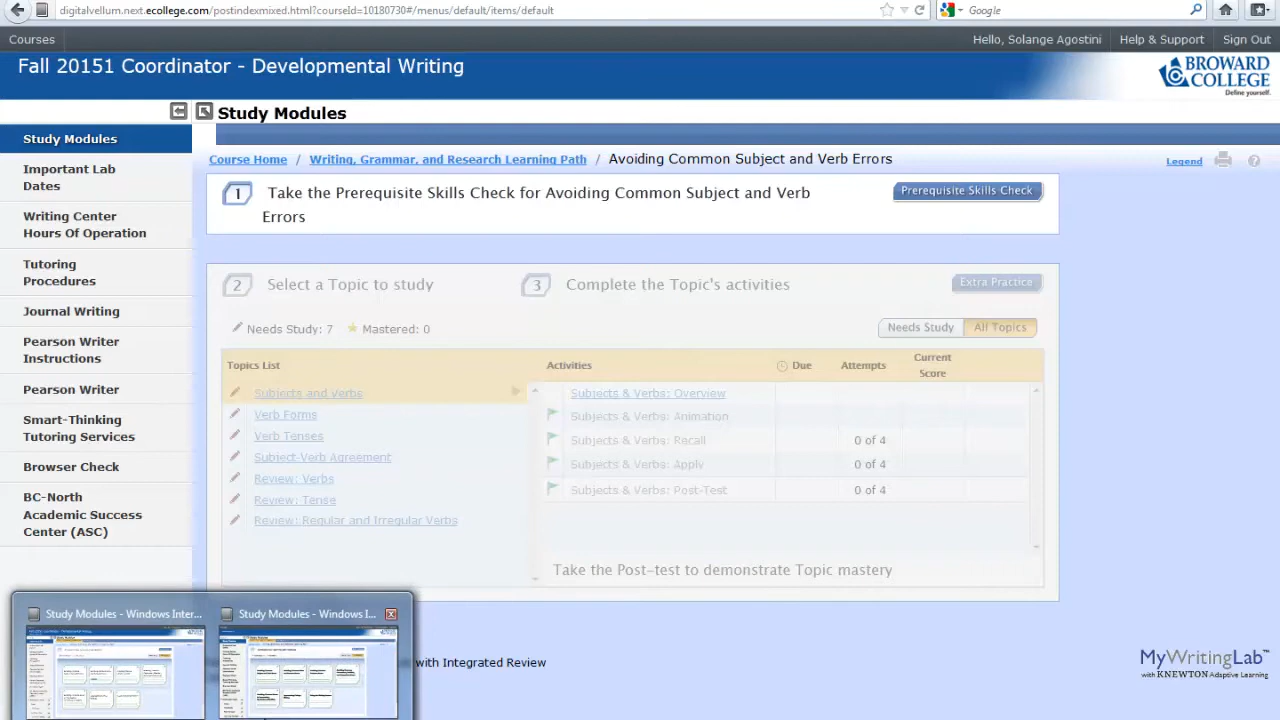 digitalvellum.next.ecollege.com/postindexmixed.html?courseId=10180730#/menus/default/items/default
Google
Courses
Hello, Solange Agostini
Help & Support
Sign Out
Fall 20151 Coordinator - Developmental Writing
BROWARD
COLLEGE
Define yourself.
Study Modules
Study Modules
Important Lab
Dates
Writing Center
Hours Of Operation
Tutoring
Procedures
Journal Writing
Pearson Writer
Instructions
Pearson Writer
Smart-Thinking
Tutoring Services
Browser Check
BC-North
Academic Success
Center (ASC)
Course Home / Writing, Grammar, and Research Learning Path / Avoiding Common Subject and Verb Errors
Legend
1 Take the Prerequisite Skills Check for Avoiding Common Subject and Verb
Errors
Prerequisite Skills Check
2 Select a Topic to study
3 Complete the Topic's activities
Extra Practice
Needs Study: 7 Mastered: 0
Needs Study All Topics
Topics List
Subjects and Verbs
Verb Forms
Verb Tenses
Subject-Verb Agreement
Review: Verbs
Review: Tense
Review: Regular and Irregular Verbs
Activities Due Attempts Current
Score
Subjects & Verbs: Overview
Subjects & Verbs: Animation
Subjects & Verbs: Recall 0 of 4
Subjects & Verbs: Apply 0 of 4
Subjects & Verbs: Post-Test 0 of 4
Take the Post-test to demonstrate Topic mastery
Study Modules - Windows Inter...
Study Modules - Windows I...
with Integrated Review
MyWritingLab™
with KNEWTON Adaptive Learning